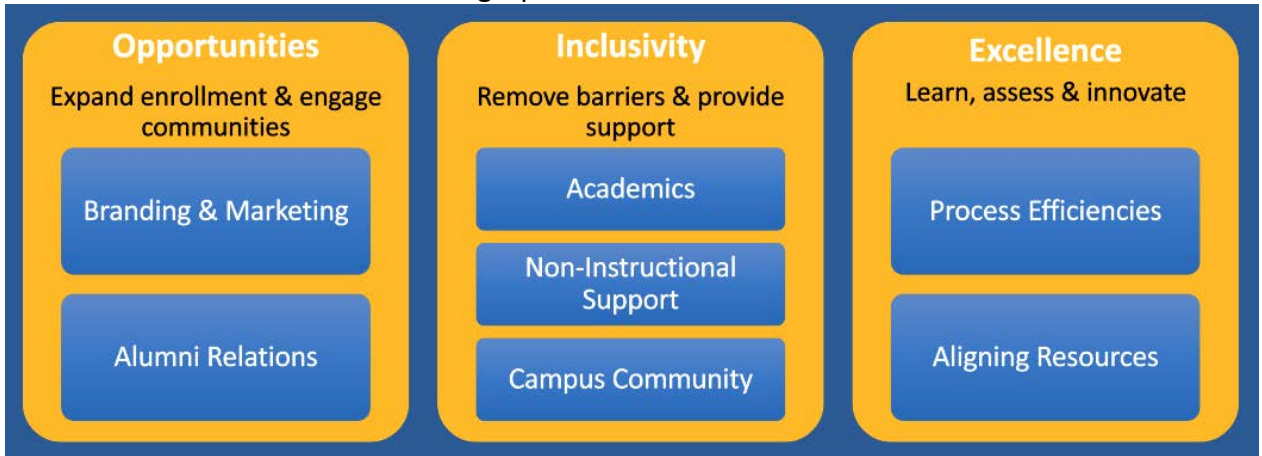 Opportunities
Expand enrollment & engage
communities
Branding & Marketing
Alumni Relations
Inclusivity
Remove barriers & provide
support
Academics
Non-Instructional
Support
Campus Community
Excellence
Learn, assess & innovate
Process Efficiencies
Aligning Resources